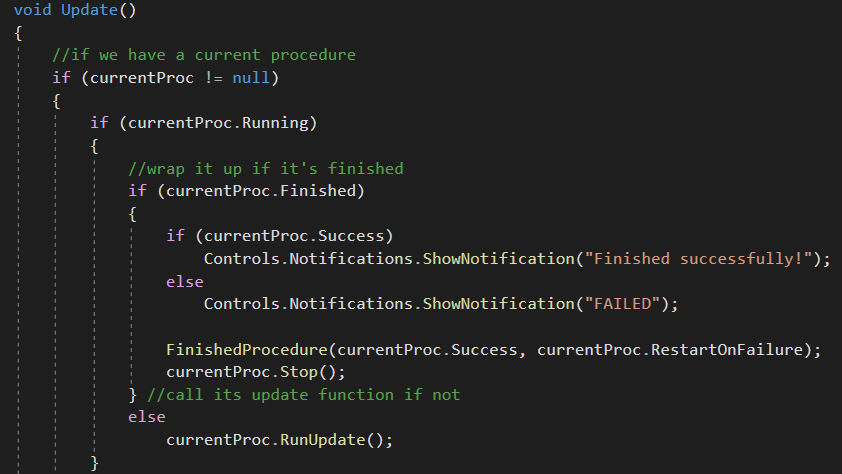 void Update()
{
//if we have a current procedure
if (currentProc != null)
{
if (currentProc.Running)
{
//wrap it up if it's finished
if (currentProc.Finished)
{
if (currentProc.Success)
Controls.Notifications.ShowNotification("Finished successfully!");
else
Controls.Notifications.ShowNotification("FAILED");
FinishedProcedure(currentProc.Success, currentProc.RestartOnFailure);
currentProc.Stop();
} //call its update function if not
else
currentProc.RunUpdate();
}